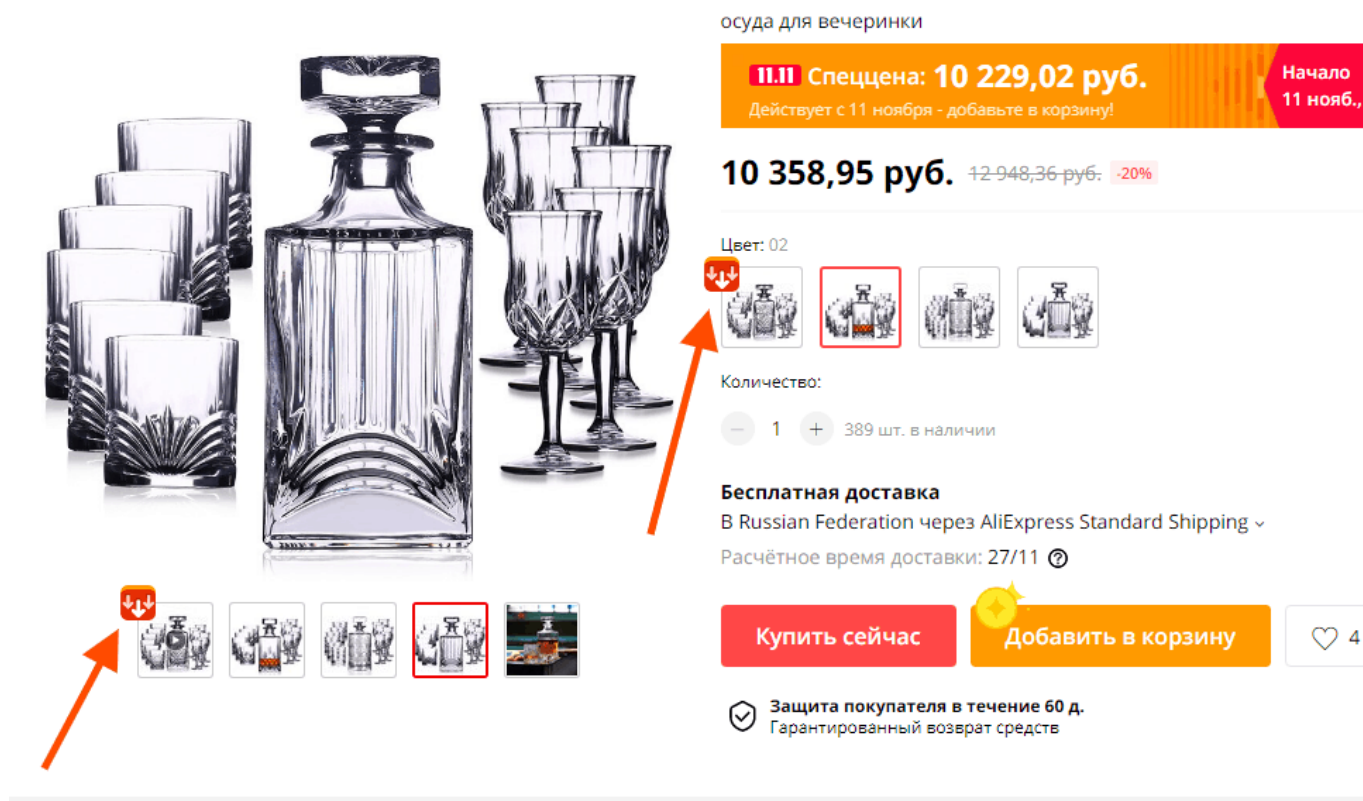 осуда для вечеринки
11.11 Спеццена: 10 229,02 руб.
Действует с 11 ноября - добавьте в корзину!
Начало
11 нояб.,
10 358,95 руб. 12 948,36 руб. -20%
Цвет: 02
Количество:
− 1 + 389 шт. в наличии
Бесплатная доставка
В Russian Federation через AliExpress Standard Shipping
Расчётное время доставки: 27/11 ?
Купить сейчас
Добавить в корзину
4
Защита покупателя в течение 60 д.
Гарантированный возврат средств